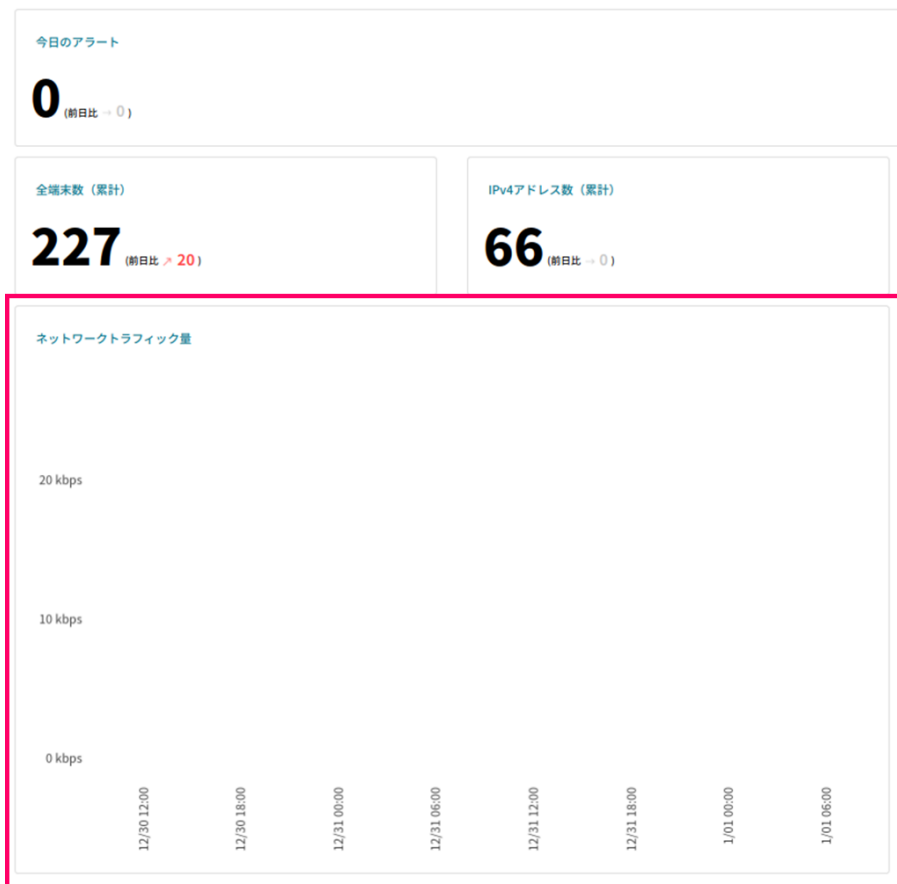 今日のアラート
0 (前日比 → 0 )
全端末数（累計）
227 (前日比 ↗ 20 )
IPv4アドレス数（累計）
66 (前日比 → 0 )
ネットワークトラフィック量
20 kbps
10 kbps
0 kbps
12/30 12:00
12/30 18:00
12/31 00:00
12/31 06:00
12/31 12:00
12/31 18:00
1/01 00:00
1/01 06:00